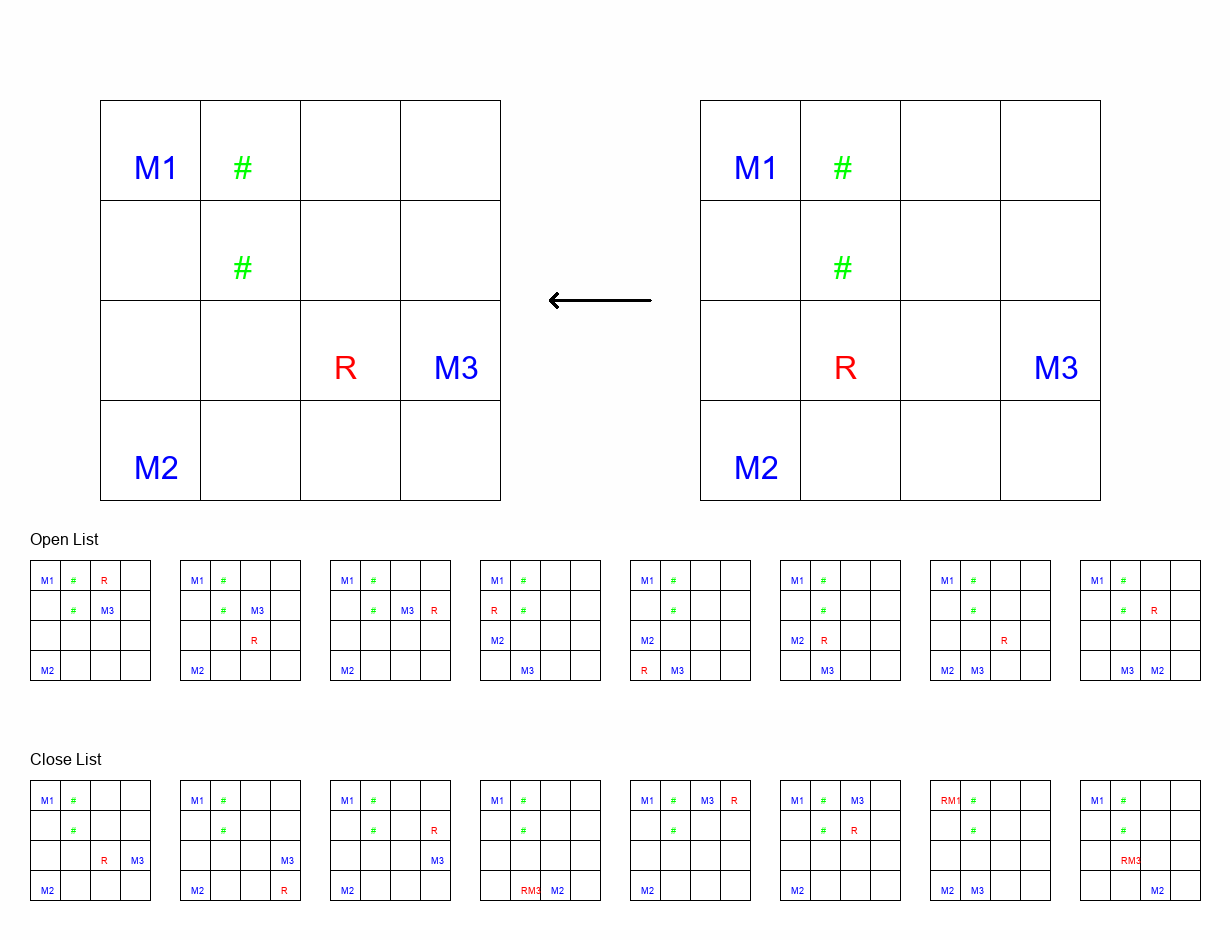 M1 # M1 #
# #
R M3 R M3
M2 M2
Open List
M1 # R M1 # M1 # M1 # M1 # M1 # M1 # M1 #
# M3 # M3 # M3 R R # # # # # R
R M2 M2 M2 R R
M2 M2 M2 M3 R M3 M3 M2 M3 M3 M2
Close List
M1 # M1 # M1 # M1 # M1 # M3 R M1 # M3 RM1 # M1 #
# # # R # # # R # #
R M3 M3 M3 RM3
M2 M2 R M2 RM3 M2 M2 M2 M2 M3 M2